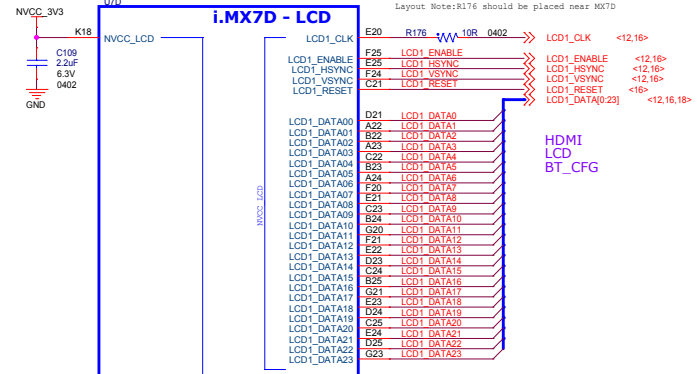 U7D
Layout Note:R176 should be placed near MX7D
NVCC_3V3
i.MX7D - LCD
K18 NVCC_LCD
LCD1_CLK E20 R176 10R 0402 LCD1_CLK <12,16>
C109
2.2uF
6.3V
0402
GND
LCD1_ENABLE F25 LCD1_ENABLE LCD1_ENABLE <12,16>
LCD1_HSYNC E25 LCD1_HSYNC LCD1_HSYNC <12,16>
LCD1_VSYNC F24 LCD1_VSYNC LCD1_VSYNC <12,16>
LCD1_RESET C21 LCD1_RESET LCD1_RESET <16>
LCD1_DATA[0:23] <12,16,18>
LCD1_DATA00 D21 LCD1_DATA0
LCD1_DATA01 A22 LCD1_DATA1
LCD1_DATA02 B22 LCD1_DATA2
LCD1_DATA03 A23 LCD1_DATA3
LCD1_DATA04 C22 LCD1_DATA4
LCD1_DATA05 B23 LCD1_DATA5
LCD1_DATA06 A24 LCD1_DATA6
LCD1_DATA07 F20 LCD1_DATA7
LCD1_DATA08 E21 LCD1_DATA8
LCD1_DATA09 C23 LCD1_DATA9
LCD1_DATA10 B24 LCD1_DATA10
LCD1_DATA11 G20 LCD1_DATA11
LCD1_DATA12 F21 LCD1_DATA12
LCD1_DATA13 E22 LCD1_DATA13
LCD1_DATA14 D23 LCD1_DATA14
LCD1_DATA15 C24 LCD1_DATA15
LCD1_DATA16 B25 LCD1_DATA16
LCD1_DATA17 G21 LCD1_DATA17
LCD1_DATA18 E23 LCD1_DATA18
LCD1_DATA19 D24 LCD1_DATA19
LCD1_DATA20 C25 LCD1_DATA20
LCD1_DATA21 E24 LCD1_DATA21
LCD1_DATA22 D25 LCD1_DATA22
LCD1_DATA23 G23 LCD1_DATA23
NVCC_LCD
HDMI
LCD
BT_CFG